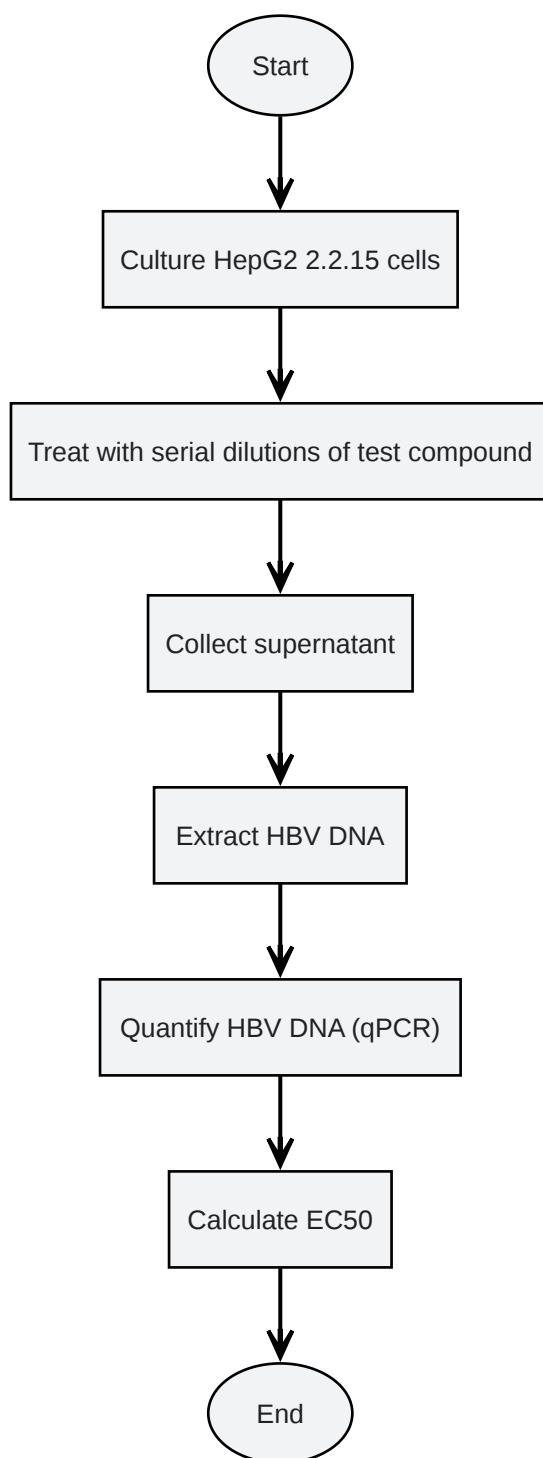 Start
Culture HepG2 2.2.15 cells
Treat with serial dilutions of test compound
Collect supernatant
Extract HBV DNA
Quantify HBV DNA (qPCR)
Calculate EC50
End